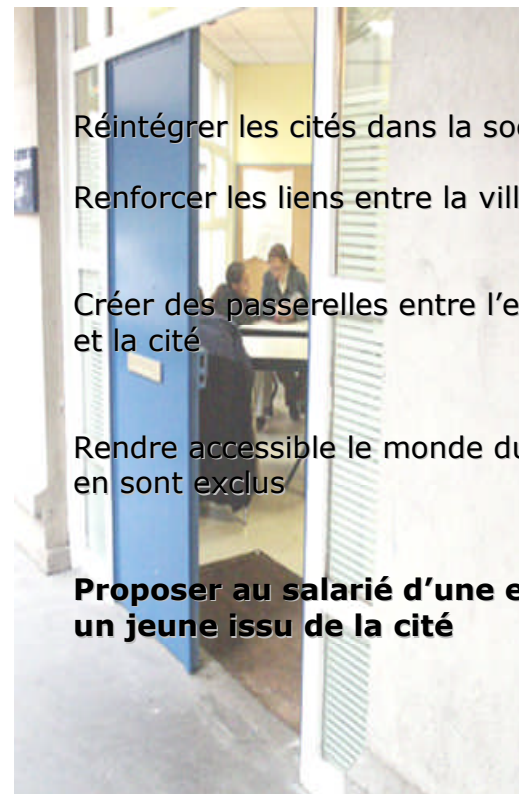 Réintégrer les cités dans la
Renforcer les liens entre la
Créer des passerelles entre
et la cité
Rendre accessible le monde
en sont exclus
Proposer au salarié d’une
un jeune issu de la cité